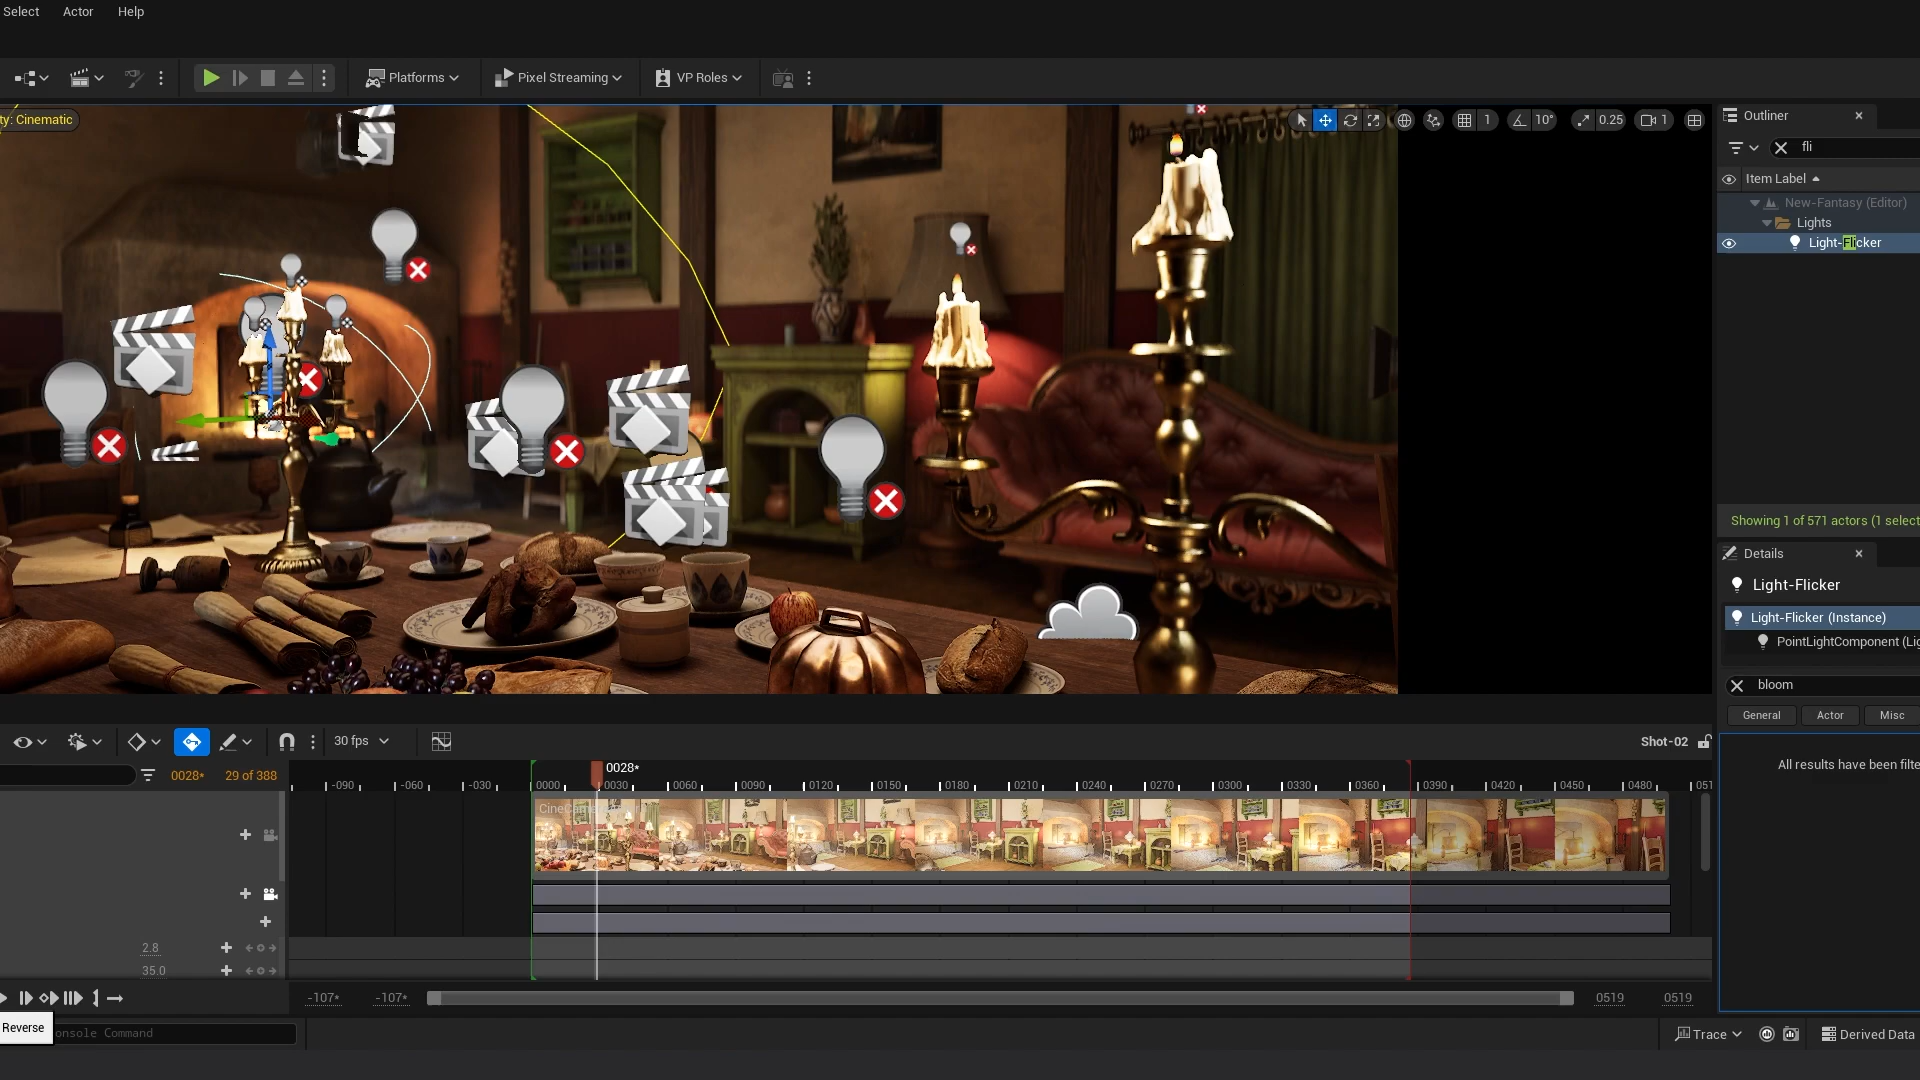 Select Actor Help
Platforms Pixel Streaming VP Roles
ty: Cinematic
1 10° 0.25 1
Outliner
fli
Item Label
New-Fantasy (Editor)
Lights
Light-Flicker
Showing 1 of 571 actors (1 select
Details
Light-Flicker
Light-Flicker (Instance)
PointLightComponent (Lig
bloom
General Actor Misc
All results have been filte
30 fps
Shot-02
0028* 29 of 388
0028*
-090 -060 -030 0000 0030 0060 0090 0120 0150 0180 0210 0240 0270 0300 0330 0360 0390 0420 0450 0480 051
2.8
35.0
-107* -107* 0519 0519
Reverse
onsole Command
Trace Derived Data